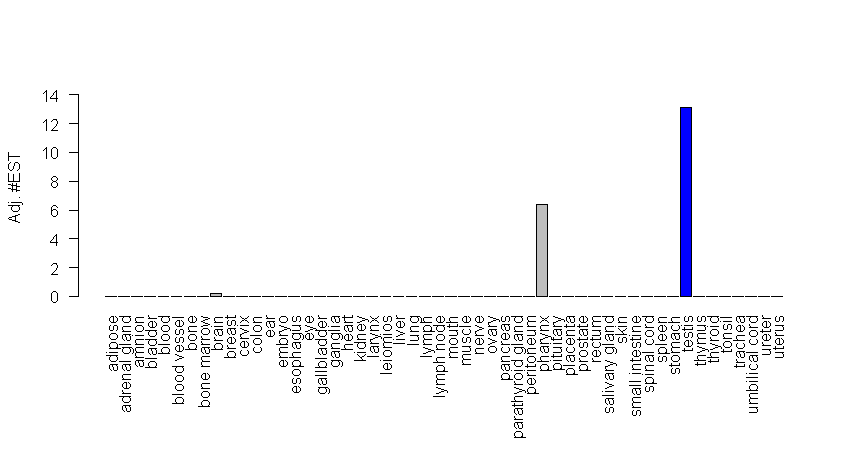 Adj. #EST
14
12
10
8
6
4
2
0
adipose
adrenal gland
amnion
bladder
blood
blood vessel
bone
bone marrow
brain
breast
cervix
colon
ear
embryo
esophagus
eye
gallbladder
ganglia
heart
kidney
larynx
leiomios
liver
lung
lymph
lymph node
mouth
muscle
nerve
ovary
pancreas
parathyroid gland
peritoneum
pharynx
pituitary
placenta
prostate
rectum
salivary gland
skin
small intestine
spinal cord
spleen
stomach
testis
thymus
thyroid
tonsil
trachea
umbilical cord
ureter
uterus